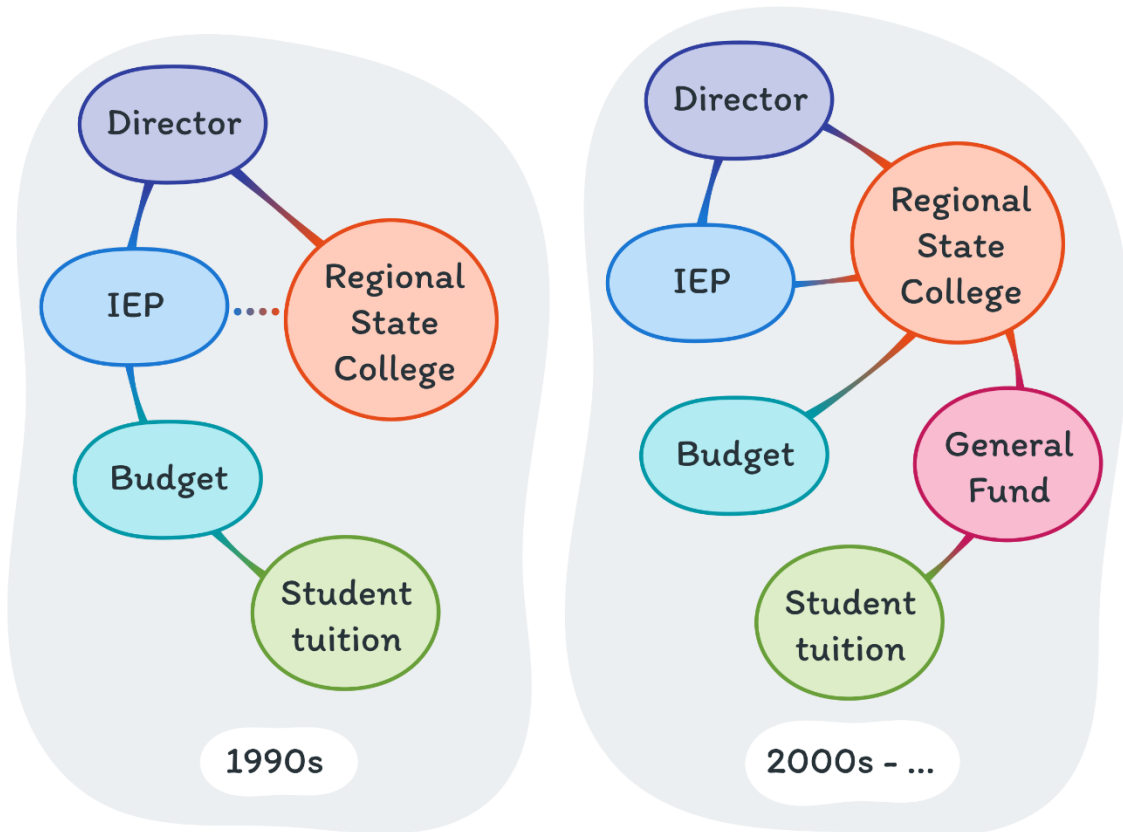 Director
IEP
Regional
State
College
Budget
Student
tuition
1990s
Director
Regional
State
College
IEP
Budget
General
Fund
Student
tuition
2000s - ...